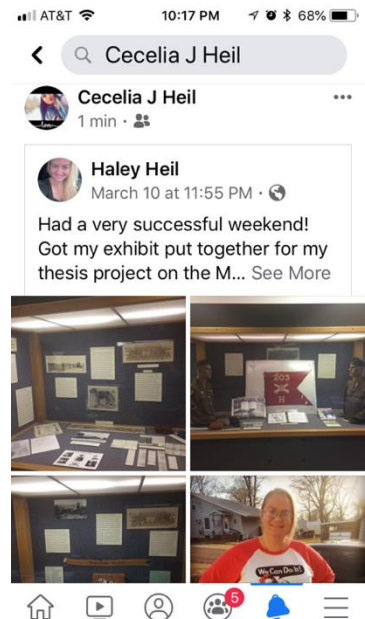 AT&T 10:17 PM 68%
Cecelia J Heil
Cecelia J Heil
1 min ·
Haley Heil
March 10 at 11:55 PM ·
Had a very successful weekend!
Got my exhibit put together for my
thesis project on the M... See More
203
H
We Can Do It!
5